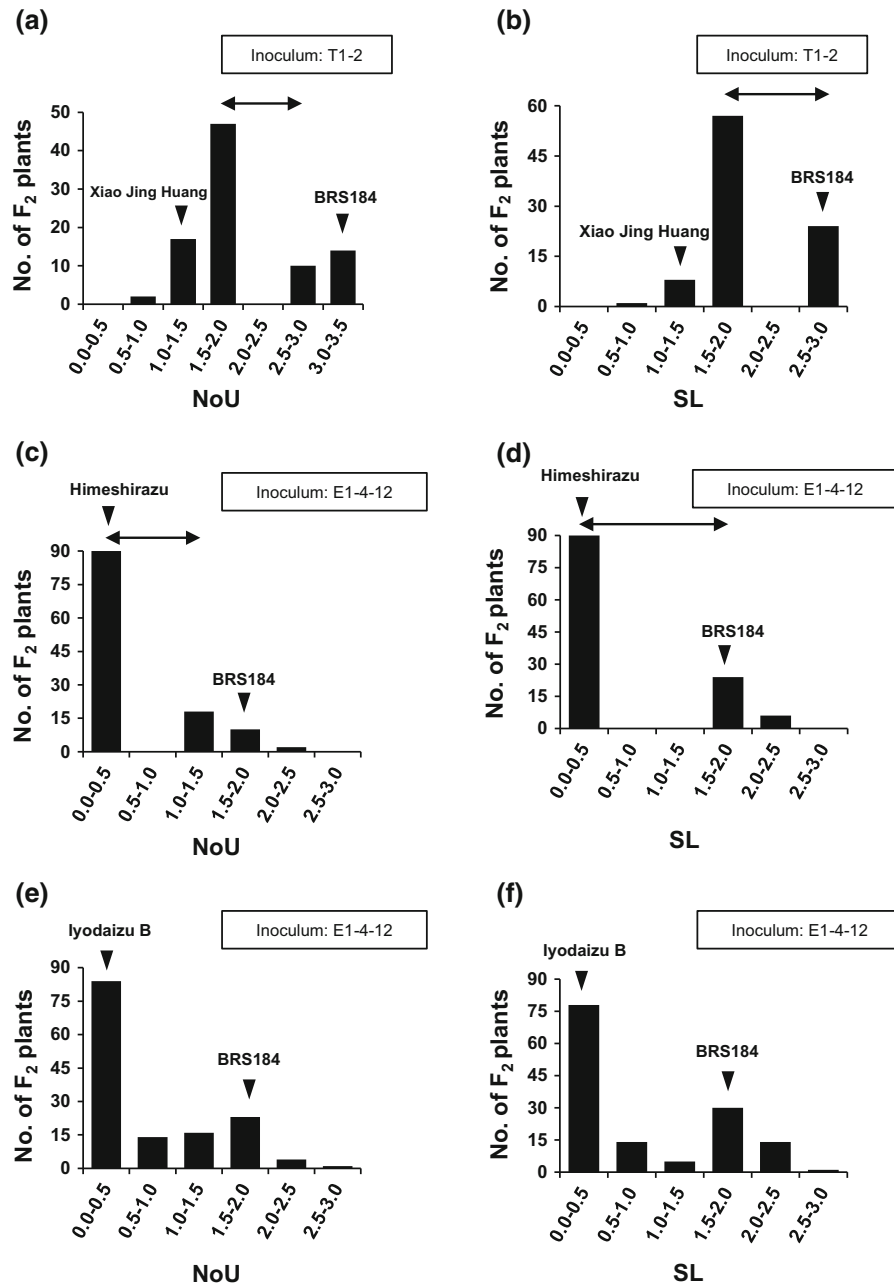 (a)
Inoculum: T1-2
No. of F2 plants
50
40
30
20
10
0
Xiao Jing Huang
BRS184
0.0-0.5
0.5-1.0
1.0-1.5
1.5-2.0
2.0-2.5
2.5-3.0
3.0-3.5
NoU
(b)
Inoculum: T1-2
No. of F2 plants
60
45
30
15
0
Xiao Jing Huang
BRS184
0.0-0.5
0.5-1.0
1.0-1.5
1.5-2.0
2.0-2.5
2.5-3.0
SL
(c)
Himeshirazu
Inoculum: E1-4-12
No. of F2 plants
90
75
60
45
30
15
0
BRS184
0.0-0.5
0.5-1.0
1.0-1.5
1.5-2.0
2.0-2.5
2.5-3.0
NoU
(d)
Himeshirazu
Inoculum: E1-4-12
No. of F2 plants
90
75
60
45
30
15
0
BRS184
0.0-0.5
0.5-1.0
1.0-1.5
1.5-2.0
2.0-2.5
2.5-3.0
SL
(e)
Iyodaizu B
Inoculum: E1-4-12
No. of F2 plants
90
75
60
45
30
15
0
BRS184
0.0-0.5
0.5-1.0
1.0-1.5
1.5-2.0
2.0-2.5
2.5-3.0
NoU
(f)
Iyodaizu B
Inoculum: E1-4-12
No. of F2 plants
90
75
60
45
30
15
0
BRS184
0.0-0.5
0.5-1.0
1.0-1.5
1.5-2.0
2.0-2.5
2.5-3.0
SL